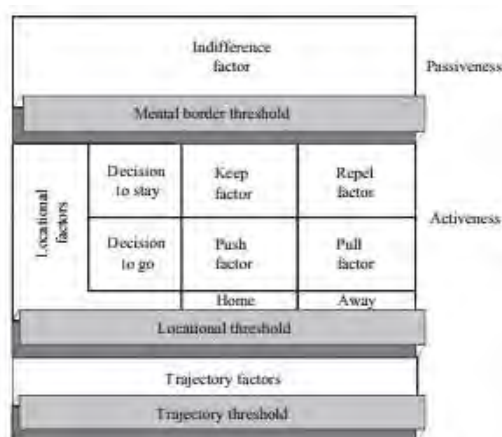 Indifference
factor
Passiveness
Mental border threshold
Locational
factors
Decision
to stay
Keep
factor
Repel
factor
Activeness
Decision
to go
Push
factor
Pull
factor
Home
Away
Locational threshold
Trajectory factors
Trajectory threshold